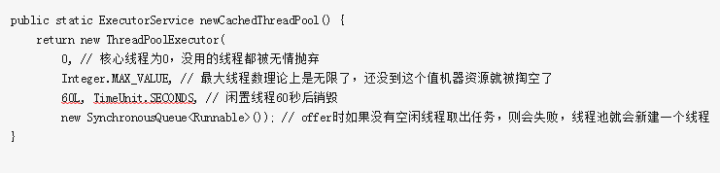 public static ExecutorService newCachedThreadPool() {
return new ThreadPoolExecutor(
0, // 核心线程为0，没用的线程都被无情抛弃
Integer.MAX_VALUE, // 最大线程数理论上是无限了，还没到这个值机器资源就被掏空了
60L, TimeUnit.SECONDS, // 闲置线程60秒后销毁
new SynchronousQueue<Runnable>()); // offer时如果没有空闲线程取出任务，则会失败，线程池就会新建一个线程
}